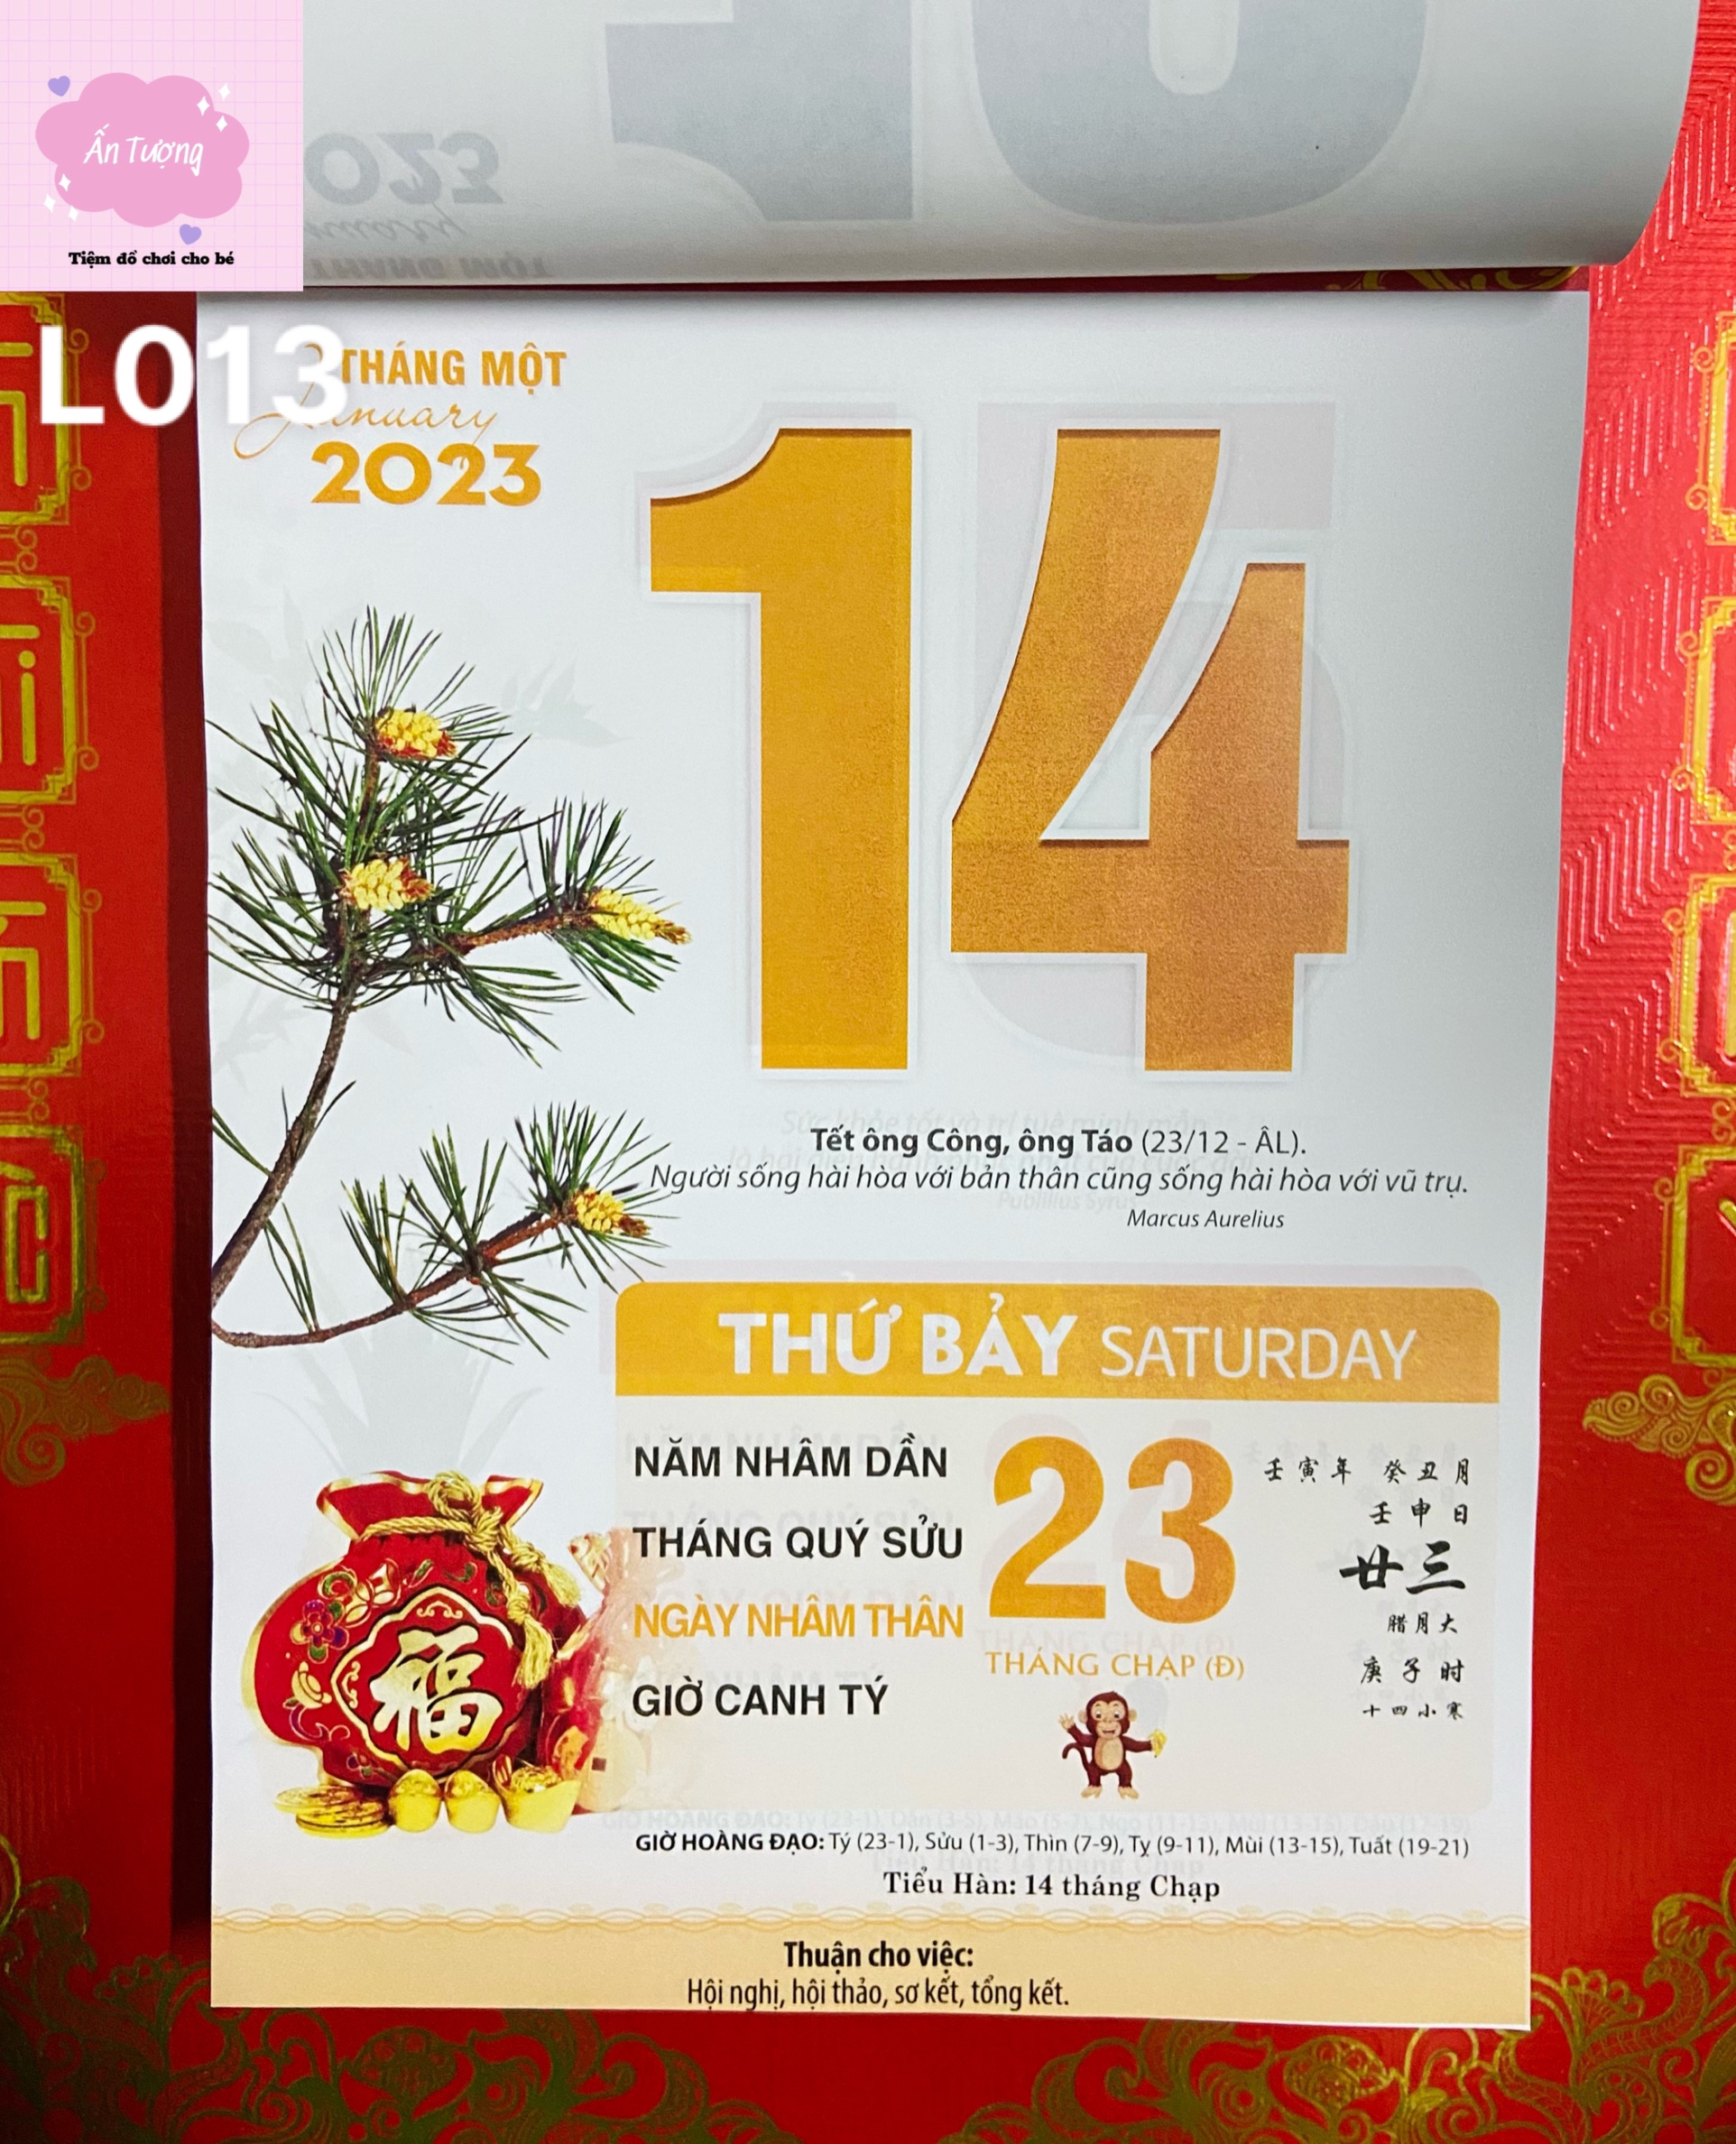 Ấn Tượng
Tiệm đồ chơi cho bé
L013
2023
THÁNG MỘT
January
2023
14
Tết ông Công, ông Táo (23/12 - ÂL).
Người sống hài hòa với bản thân cũng sống hài hòa với vũ trụ.
Marcus Aurelius
THỨ BẢY SATURDAY
NĂM NHÂM DẦN
THÁNG QUÝ SỬU
NGÀY NHÂM THÂN
GIỜ CANH TÝ
23
THÁNG CHẠP (Đ)
壬寅年 癸丑月
壬申日
廿三
腊月大
庚子时
十四小寒
福
GIỜ HOÀNG ĐẠO: Tý (23-1), Sửu (1-3), Thìn (7-9), Tỵ (9-11), Mùi (13-15), Tuất (19-21)
Tiểu Hàn: 14 tháng Chạp
Thuận cho việc:
Hội nghị, hội thảo, sơ kết, tổng kết.